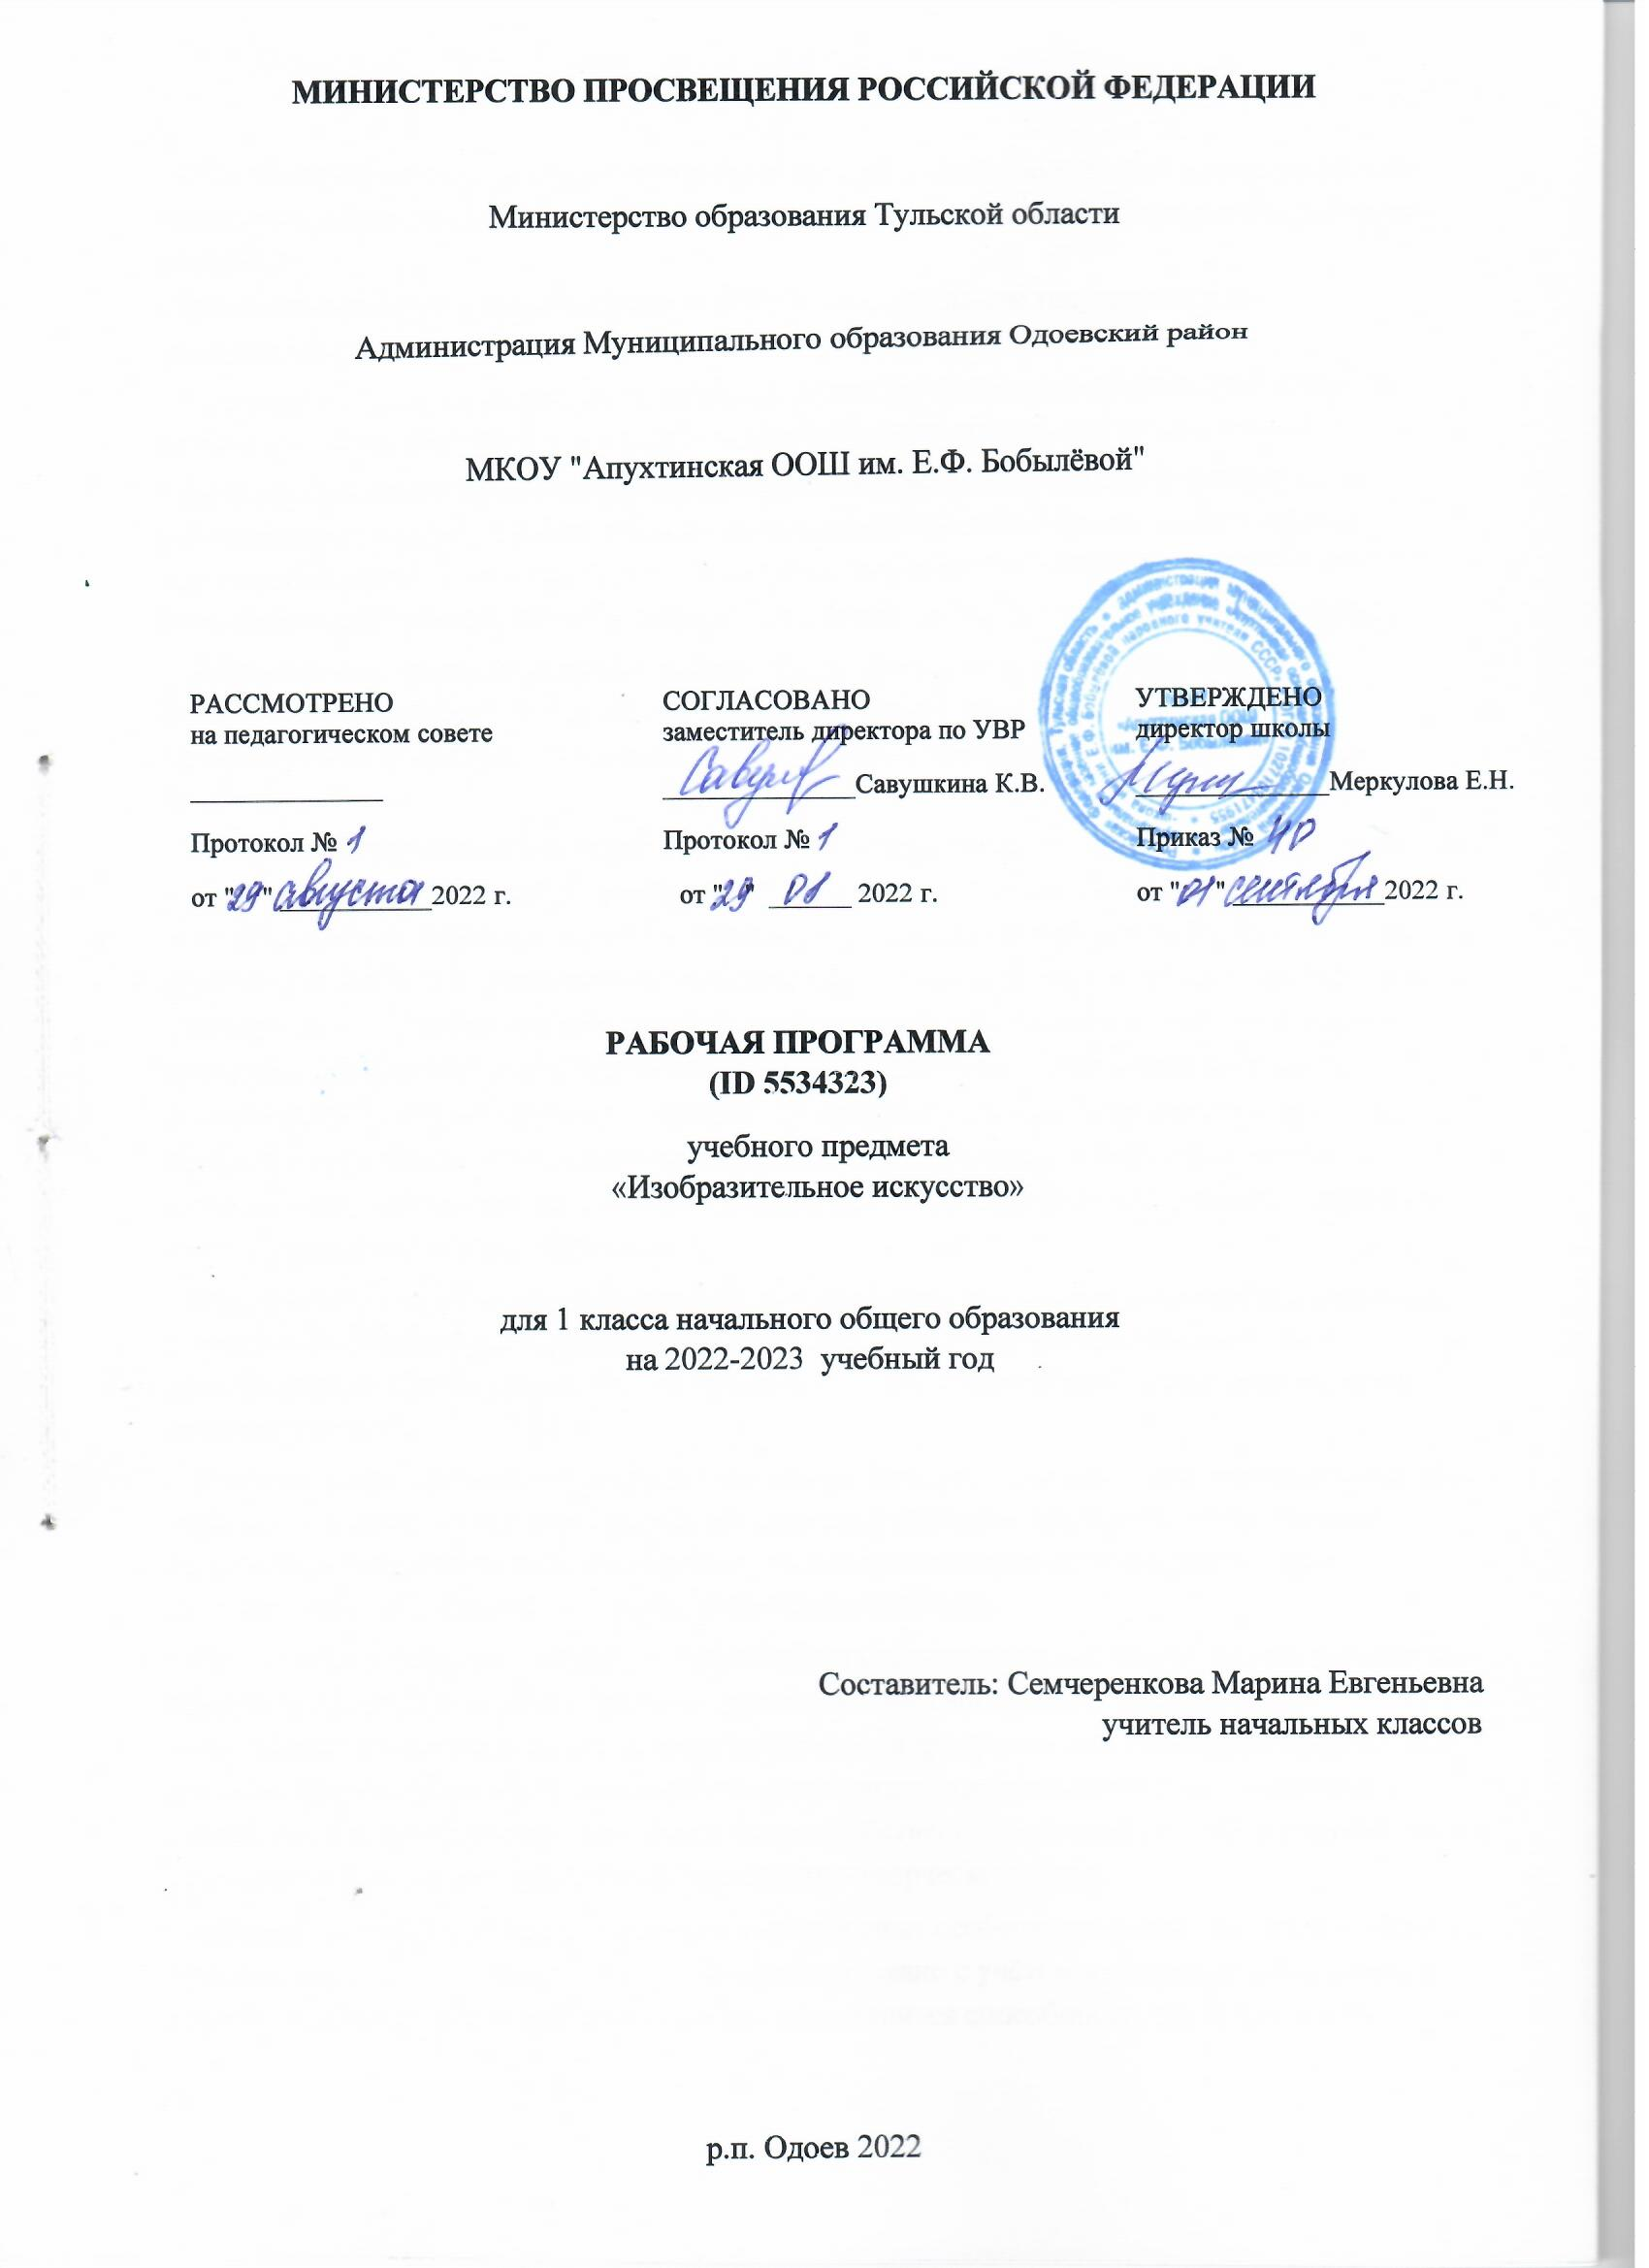 МИНИСТЕРСТВО ПРОСВЕЩЕНИЯ РОССИЙСКОЙ ФЕДЕРАЦИИ
Министерство образования Тульской области
Администрация Муниципального образования Одоевский район
МКОУ "Апухтинская ООШ им. Е.Ф. Бобылёвой"
РАССМОТРЕНО
на педагогическом совете
Протокол № 1
от "29" августа 2022 г.
СОГЛАСОВАНО
заместитель директора по УВР
Савушкина К.В.
Протокол № 1
от "29" 08 2022 г.
УТВЕРЖДЕНО
директор школы
Меркулова Е.Н.
Приказ № 40
от "01" сентября 2022 г.
РАБОЧАЯ ПРОГРАММА
(ID 5534323)
учебного предмета
«Изобразительное искусство»
для 1 класса начального общего образования
на 2022-2023 учебный год
Составитель: Семчеренкова Марина Евгеньевна
учитель начальных классов
р.п. Одоев 2022